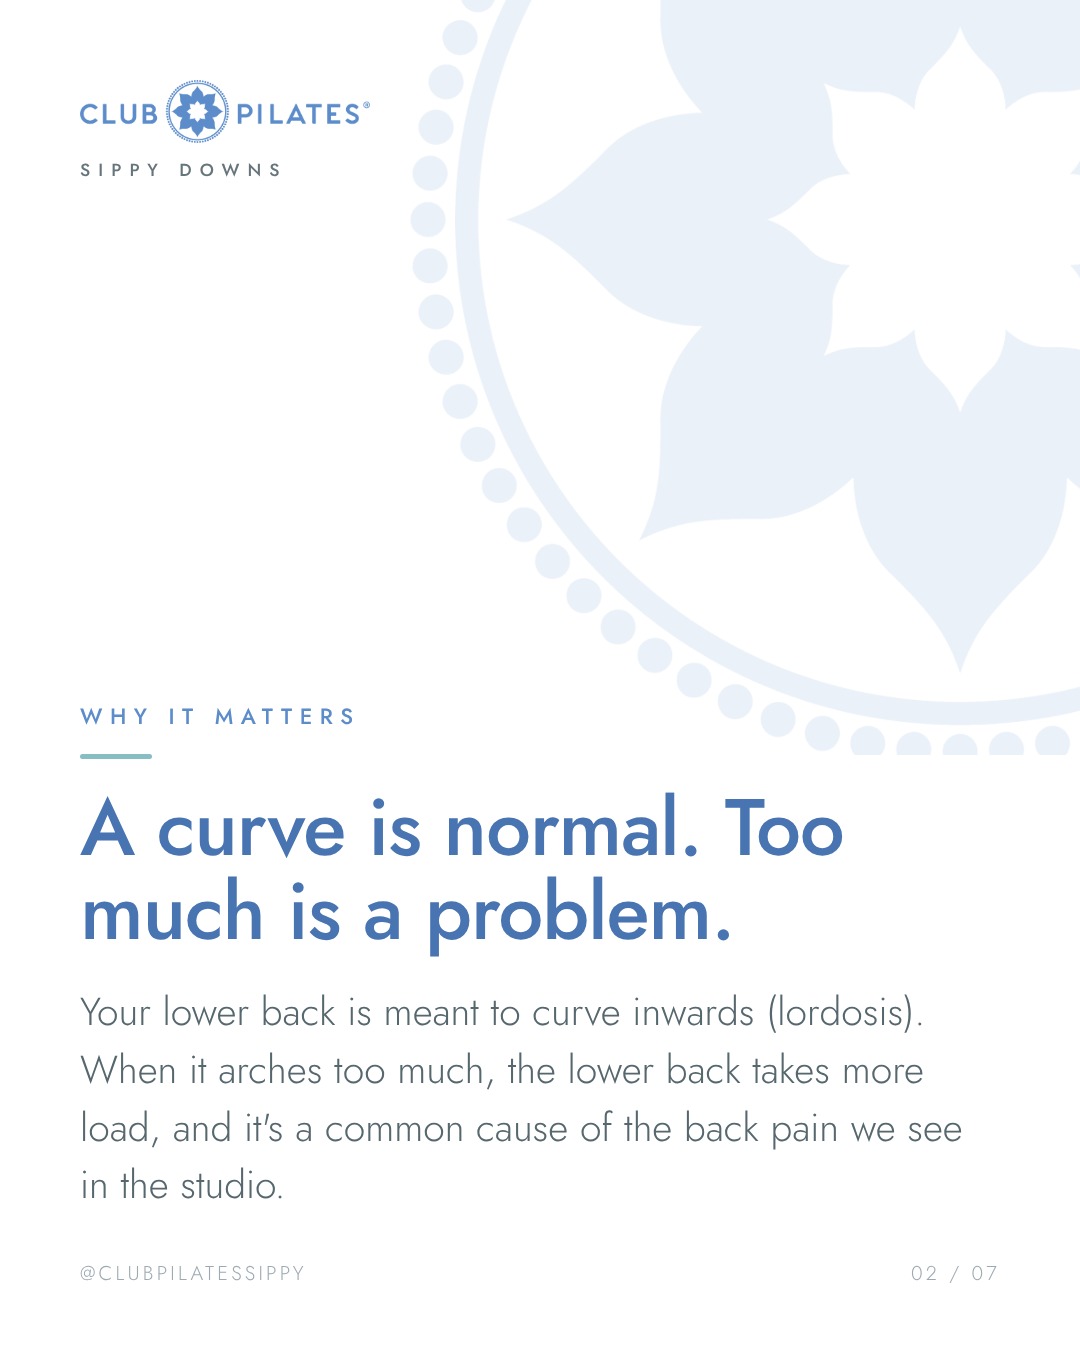 CLUB PILATES®
SIPPY DOWNS
WHY IT MATTERS
A curve is normal. Too
much is a problem.
Your lower back is meant to curve inwards (lordosis).
When it arches too much, the lower back takes more
load, and it's a common cause of the back pain we see
in the studio.
@CLUBPILATESSIPPY
02 / 07